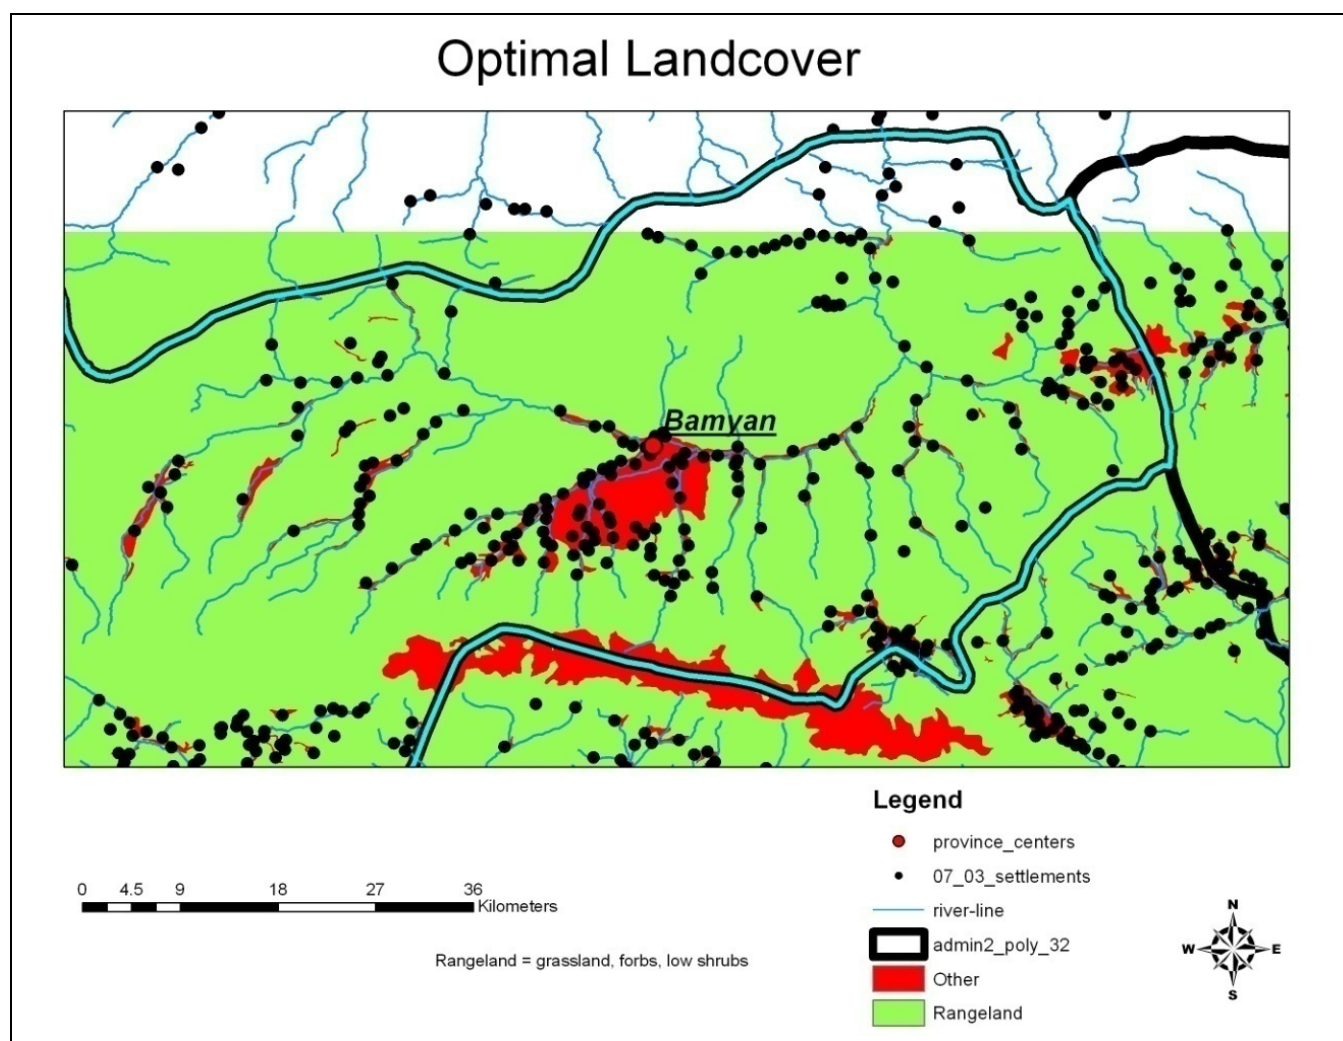 Optimal Landcover
Bamyan
Legend
province_centers
07_03_settlements
river-line
admin2_poly_32
Other
Rangeland
0 4.5 9 18 27 36
Kilometers
Rangeland = grassland, forbs, low shrubs
N
W E
S